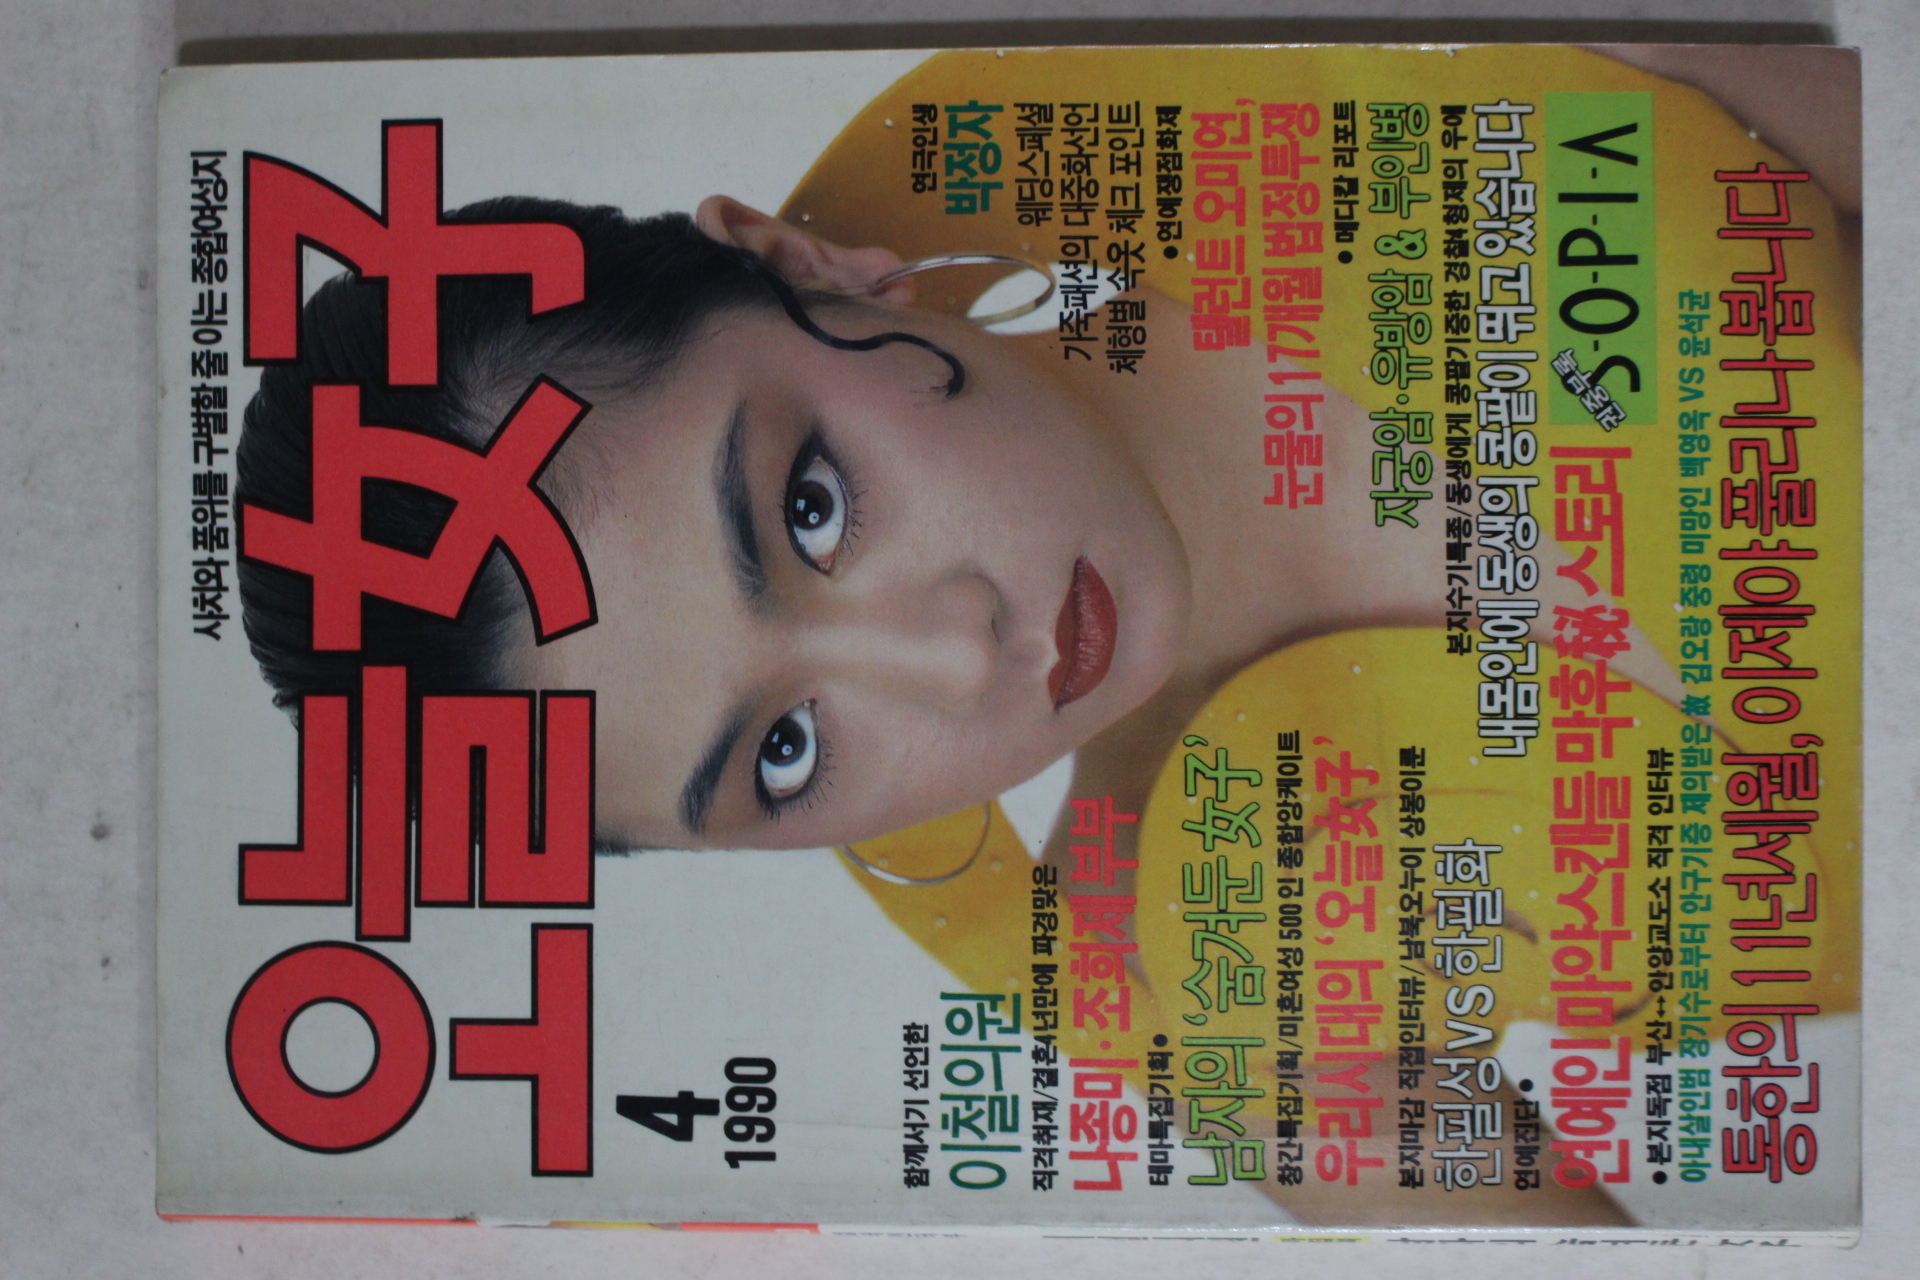 사치와 품위를 구별할 줄 아는 종합여성지
오늘女子
4
1990
함께서기 선언한
이철의원
직격취재/결혼4년만에 파경맞은
나종미·조화제 부부
테마특집기획●
남자의 '숨겨둔 女子'
창간특집기획/미혼여성 500인 종합앙케이트
우리시대의 '오늘女子'
본지마감 직접인터뷰/남북오누이 상봉이룬
한필성 VS 한필화
연예진단●
연예인 마약스캔들 막후秘 스토리
●본지독점 부산↔안양교도소 직격 인터뷰
아내살인범 장기수로부터 안구기증 제의받은 故 김오랑 중령 미망인 백영옥 VS 윤석균
통한의 11년세월, 이제야 풀리나 봅니다
연극인생
박정자
웨딩스페셜
가죽패션의 대중화선언
체형별 속옷 체크 포인트
●연예쟁점화제
탤런트 오미연,
눈물의 17개월 법정투쟁
●메디칼 리포트
자궁암·유방암 & 부인병
본지수기특종/동생에게 콩팥기증한 경찰4형제의 우애
내몸안에 동생의 콩팥이 뛰고 있습니다
권중부록
S·O·P·I·A